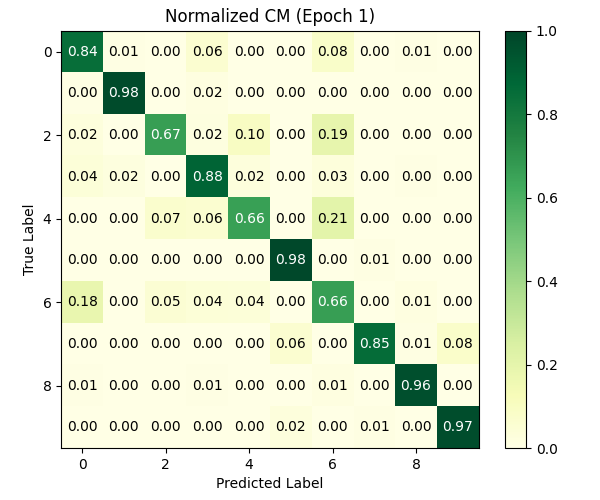 Normalized CM (Epoch 1)
0 0.84 0.01 0.00 0.06 0.00 0.00 0.08 0.00 0.01 0.00
0.00 0.98 0.00 0.02 0.00 0.00 0.00 0.00 0.00 0.00
2 0.02 0.00 0.67 0.02 0.10 0.00 0.19 0.00 0.00 0.00
0.04 0.02 0.00 0.88 0.02 0.00 0.03 0.00 0.00 0.00
4 0.00 0.00 0.07 0.06 0.66 0.00 0.21 0.00 0.00 0.00
0.00 0.00 0.00 0.00 0.00 0.98 0.00 0.01 0.00 0.00
6 0.18 0.00 0.05 0.04 0.04 0.00 0.66 0.00 0.01 0.00
0.00 0.00 0.00 0.00 0.00 0.06 0.00 0.85 0.01 0.08
8 0.01 0.00 0.00 0.01 0.00 0.00 0.01 0.00 0.96 0.00
0.00 0.00 0.00 0.00 0.00 0.02 0.00 0.01 0.00 0.97
0 2 4 6 8
Predicted Label
True Label
1.0
0.8
0.6
0.4
0.2
0.0